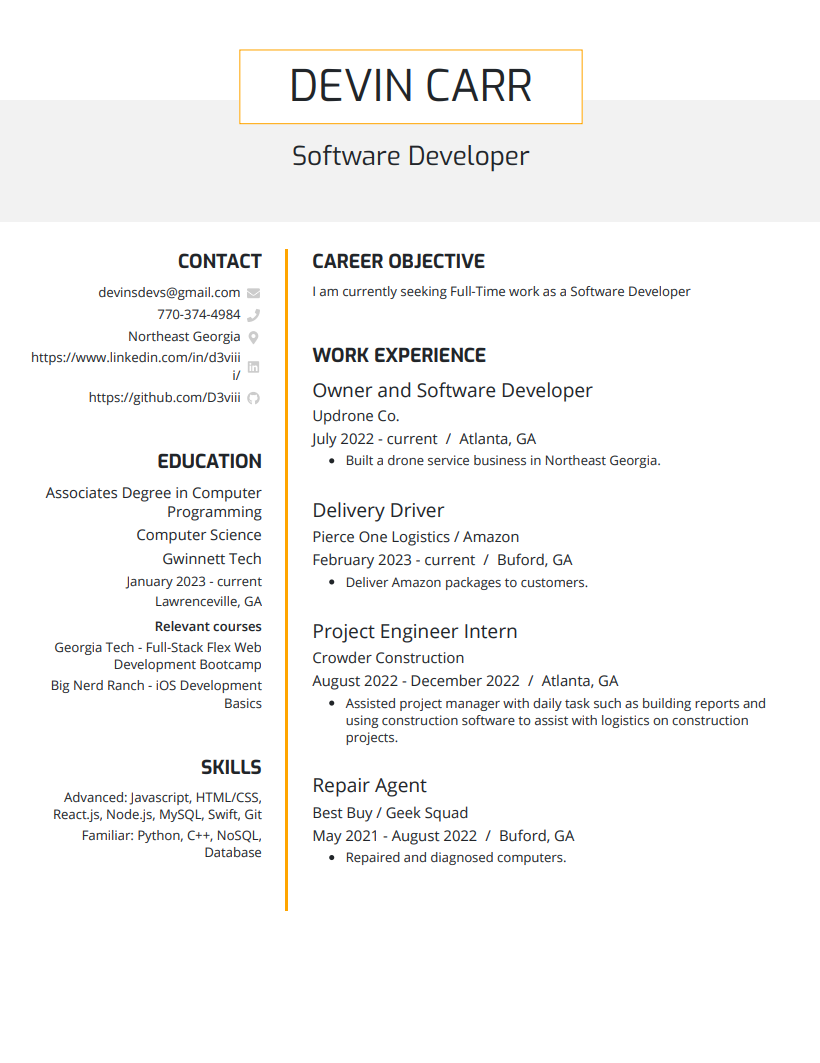 DEVIN CARR
Software Developer
CONTACT
devinsdevs@gmail.com
770-374-4984
Northeast Georgia
https://www.linkedin.com/in/d3viii
i/
https://github.com/D3viii
EDUCATION
Associates Degree in Computer
Programming
Computer Science
Gwinnett Tech
January 2023 - current
Lawrenceville, GA
Relevant courses
Georgia Tech - Full-Stack Flex Web
Development Bootcamp
Big Nerd Ranch - iOS Development
Basics
SKILLS
Advanced: Javascript, HTML/CSS,
React.js, Node.js, MySQL, Swift, Git
Familiar: Python, C++, NoSQL,
Database
CAREER OBJECTIVE
I am currently seeking Full-Time work as a Software Developer
WORK EXPERIENCE
Owner and Software Developer
Updrone Co.
July 2022 - current / Atlanta, GA
• Built a drone service business in Northeast Georgia.
Delivery Driver
Pierce One Logistics / Amazon
February 2023 - current / Buford, GA
• Deliver Amazon packages to customers.
Project Engineer Intern
Crowder Construction
August 2022 - December 2022 / Atlanta, GA
• Assisted project manager with daily task such as building reports and
using construction software to assist with logistics on construction
projects.
Repair Agent
Best Buy / Geek Squad
May 2021 - August 2022 / Buford, GA
• Repaired and diagnosed computers.